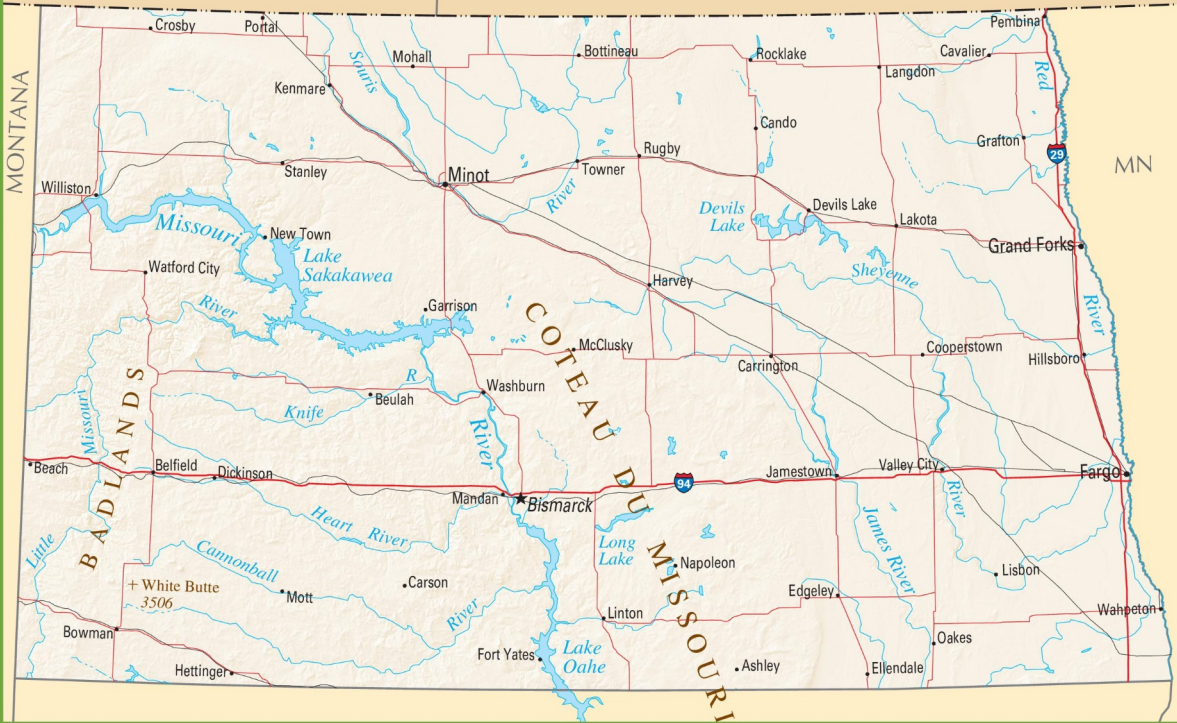 Crosby
Portal
Pembina
Mohall
Bottineau
Rocklake
Cavalier
Langdon
Kenmare
Souris
Red
MONTANA
Cando
Grafton
29
MN
Stanley
Minot
Towner
Rugby
River
Williston
Missouri
New Town
Devils
Lake
Devils Lake
Lakota
Grand Forks
Lake
Sakakawea
Watford City
Sheyenne
Harvey
River
Garrison
River
COTEAU DU MISSOURI
McClusky
Carrington
Cooperstown
Hillsboro
R
Washburn
Beulah
Knife
Little
Missouri
BADLANDS
River
Beach
Belfield
Dickinson
Mandan
Bismarck
94
Jamestown
Valley City
Fargo
River
Heart River
Long
Lake
James River
Cannonball
River
Napoleon
Lisbon
+ White Butte
3506
Mott
Carson
Edgeley
Wahpeton
Linton
Bowman
Hettinger
Fort Yates
Lake
Oahe
Ashley
Ellendale
Oakes